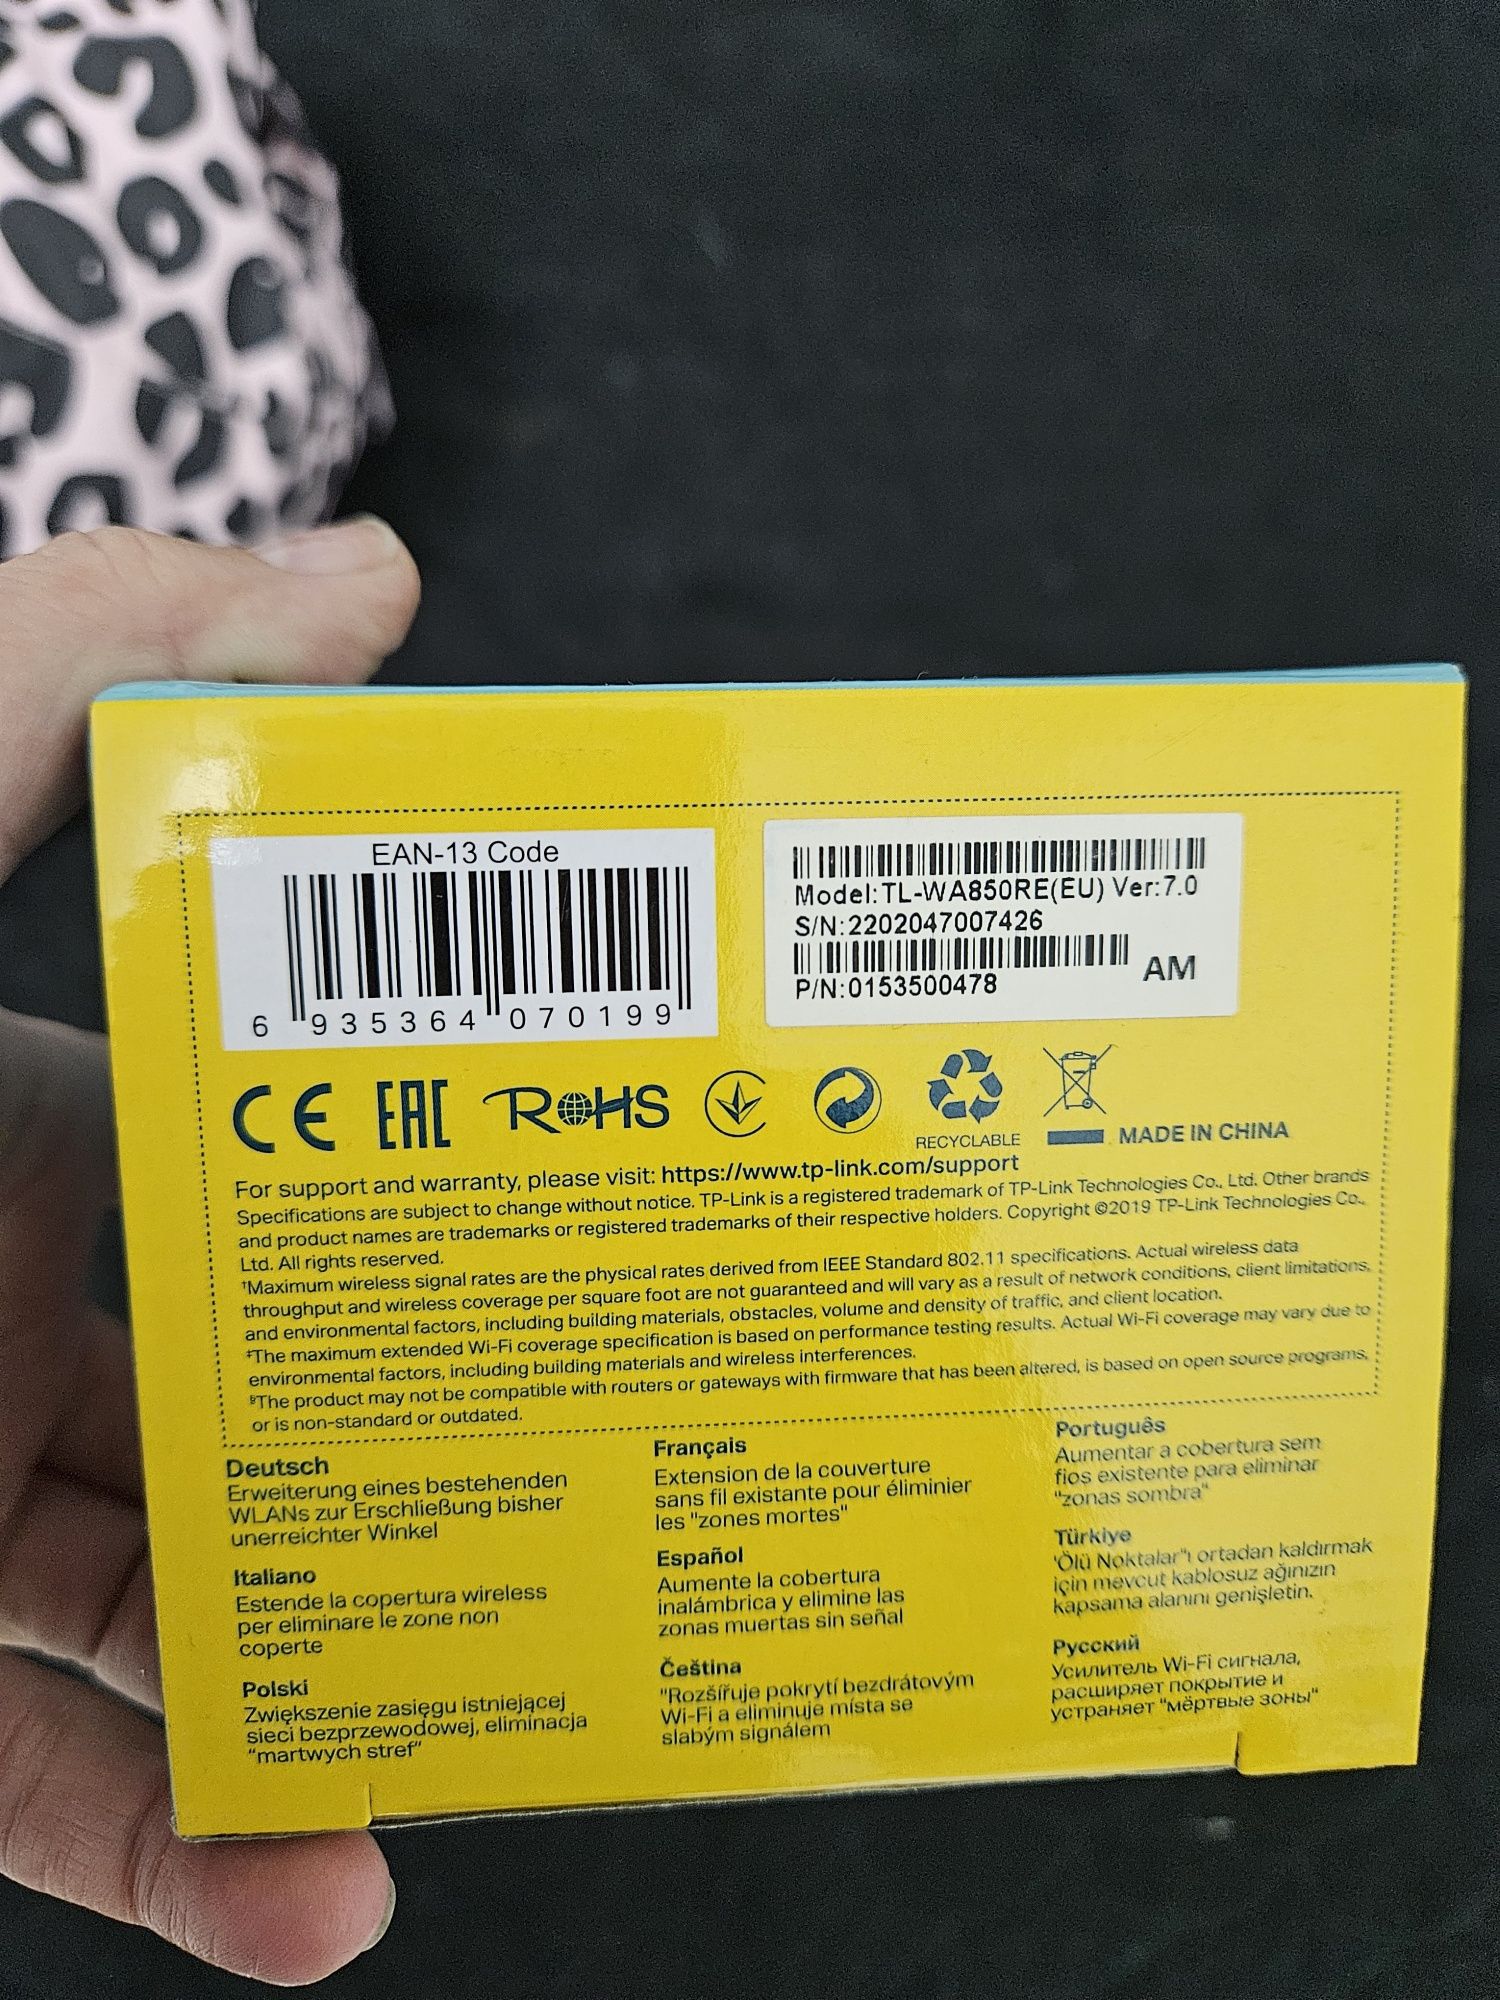 EAN-13 Code
6 935364 070199
Model:TL-WA850RE(EU) Ver:7.0
S/N:2202047007426
P/N:0153500478
AM
CE EAC RoHS
RECYCLABLE
MADE IN CHINA
For support and warranty, please visit: https://www.tp-link.com/support
Specifications are subject to change without notice. TP-Link is a registered trademark of TP-Link Technologies Co., Ltd. Other brands
and product names are trademarks or registered trademarks of their respective holders. Copyright ©2019 TP-Link Technologies Co.,
Ltd. All rights reserved.
†Maximum wireless signal rates are the physical rates derived from IEEE Standard 802.11 specifications. Actual wireless data
throughput and wireless coverage per square foot are not guaranteed and will vary as a result of network conditions, client limitations,
and environmental factors, including building materials, obstacles, volume and density of traffic, and client location.
‡The maximum extended Wi-Fi coverage specification is based on performance testing results. Actual Wi-Fi coverage may vary due to
environmental factors, including building materials and wireless interferences.
§The product may not be compatible with routers or gateways with firmware that has been altered, is based on open source programs,
or is non-standard or outdated.
Deutsch
Erweiterung eines bestehenden
WLANs zur Erschließung bisher
unerreichter Winkel
Italiano
Estende la copertura wireless
per eliminare le zone non
coperte
Polski
Zwiększenie zasięgu istniejącej
sieci bezprzewodowej, eliminacja
"martwych stref"
Français
Extension de la couverture
sans fil existante pour éliminier
les "zones mortes"
Español
Aumente la cobertura
inalámbrica y elimine las
zonas muertas sin señal
Čeština
"Rozšířuje pokrytí bezdrátovým
Wi-Fi a eliminuje místa se
slabým signálem
Português
Aumentar a cobertura sem
fios existente para eliminar
"zonas sombra"
Türkiye
'Ölü Noktalar"ı ortadan kaldırmak
için mevcut kablosuz ağınızın
kapsama alanını genişletin.
Русский
Усилитель Wi-Fi сигнала,
расширяет покрытие и
устраняет "мёртвые зоны"